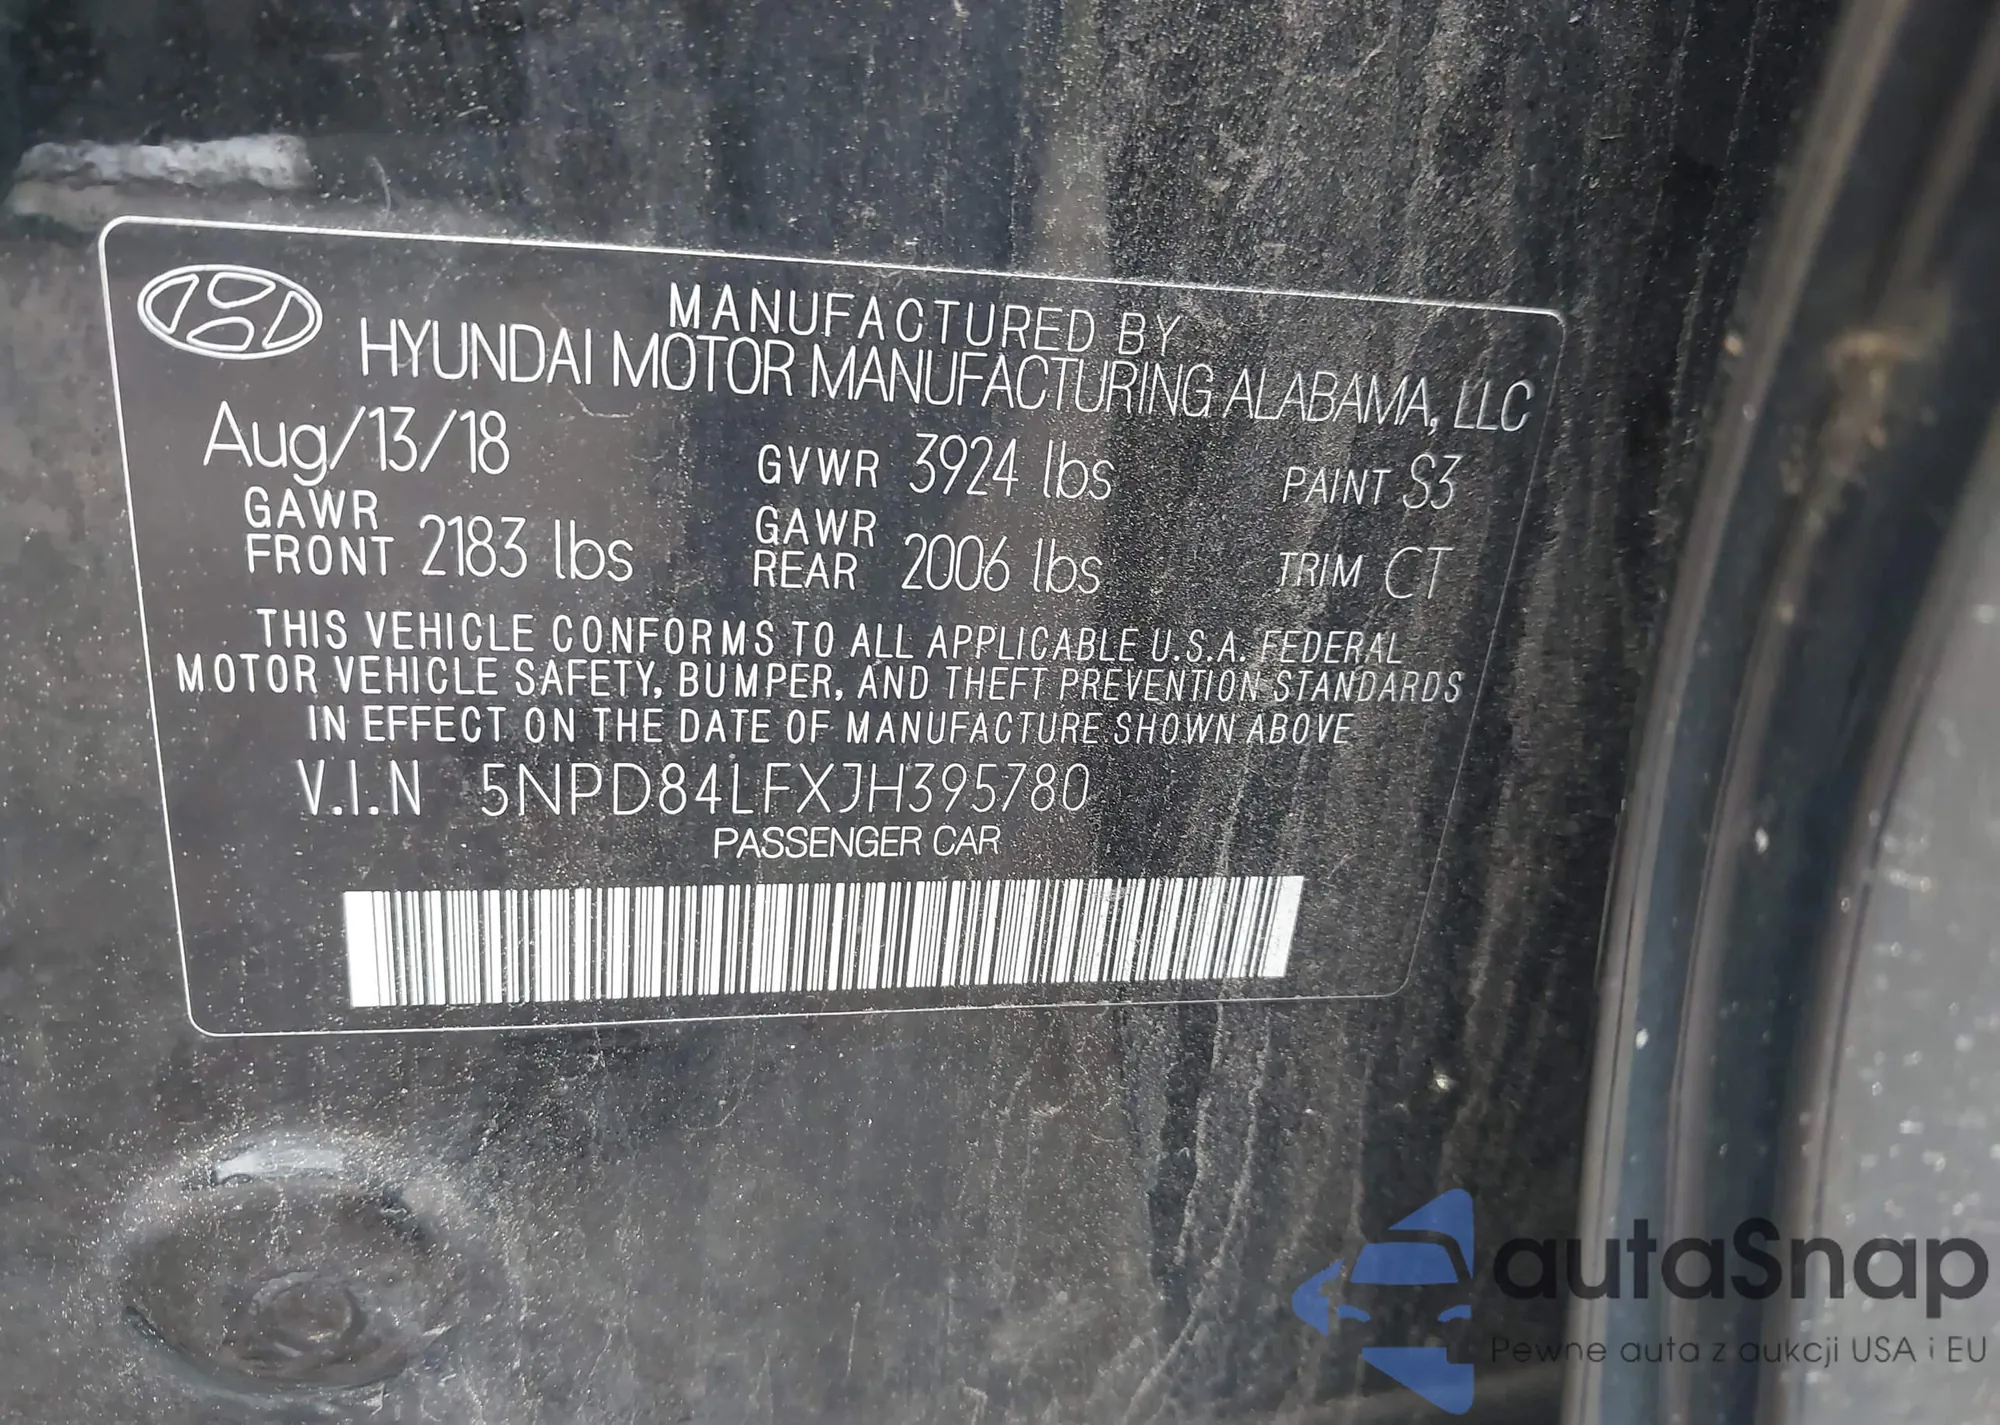 MANUFACTURED BY
HYUNDAI MOTOR MANUFACTURING ALABAMA, LLC
Aug/13/18 GVWR 3924 lbs PAINT S3
GAWR FRONT 2183 lbs GAWR REAR 2006 lbs TRIM CT
THIS VEHICLE CONFORMS TO ALL APPLICABLE U.S.A. FEDERAL
MOTOR VEHICLE SAFETY, BUMPER, AND THEFT PREVENTION STANDARDS
IN EFFECT ON THE DATE OF MANUFACTURE SHOWN ABOVE
V.I.N 5NPD84LFXJH395780
PASSENGER CAR
autaSnap
Pewne auta z aukcji USA i EU